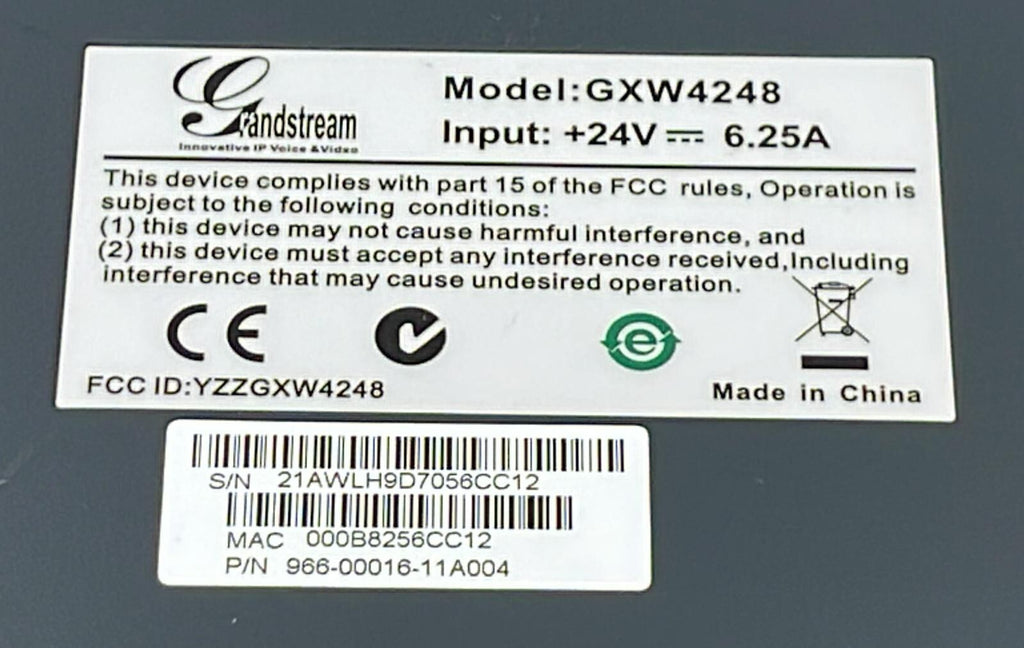 Grandstream
Innovative IP Voice & Video
Model:GXW4248
Input: +24V ⎓ 6.25A
This device complies with part 15 of the FCC rules, Operation is
subject to the following conditions:
(1) this device may not cause harmful interference, and
(2) this device must accept any interference received,Including
interference that may cause undesired operation.
CE
e
FCC ID:YZZGXW4248
Made in China
S/N 21AWLH9D7056CC12
MAC 000B8256CC12
P/N 966-00016-11A004